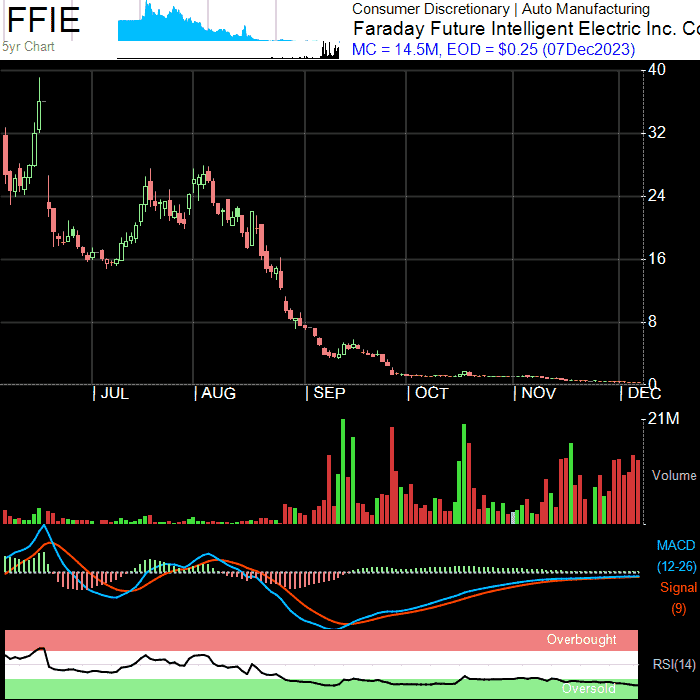 FFIE
5yr Chart
Consumer Discretionary | Auto Manufacturing
Faraday Future Intelligent Electric Inc. Co
MC = 14.5M, EOD = $0.25 (07Dec2023)
40
32
24
16
8
0
| JUL | AUG | SEP | OCT | NOV | DEC
21M
Volume
MACD
(12-26)
Signal
(9)
Overbought
RSI(14)
Oversold